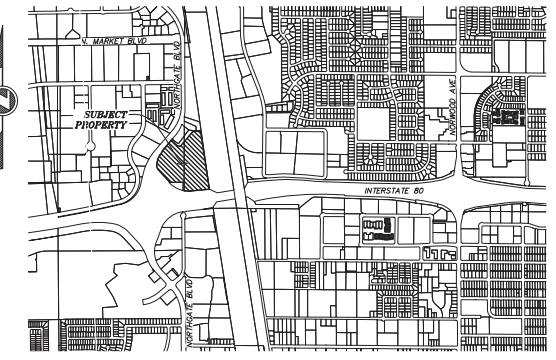 N. MARKET BLVD
NORTHGATE BLVD
SUBJECT
PROPERTY
NORWOOD AVE
INTERSTATE 80
NORTHGATE BLVD